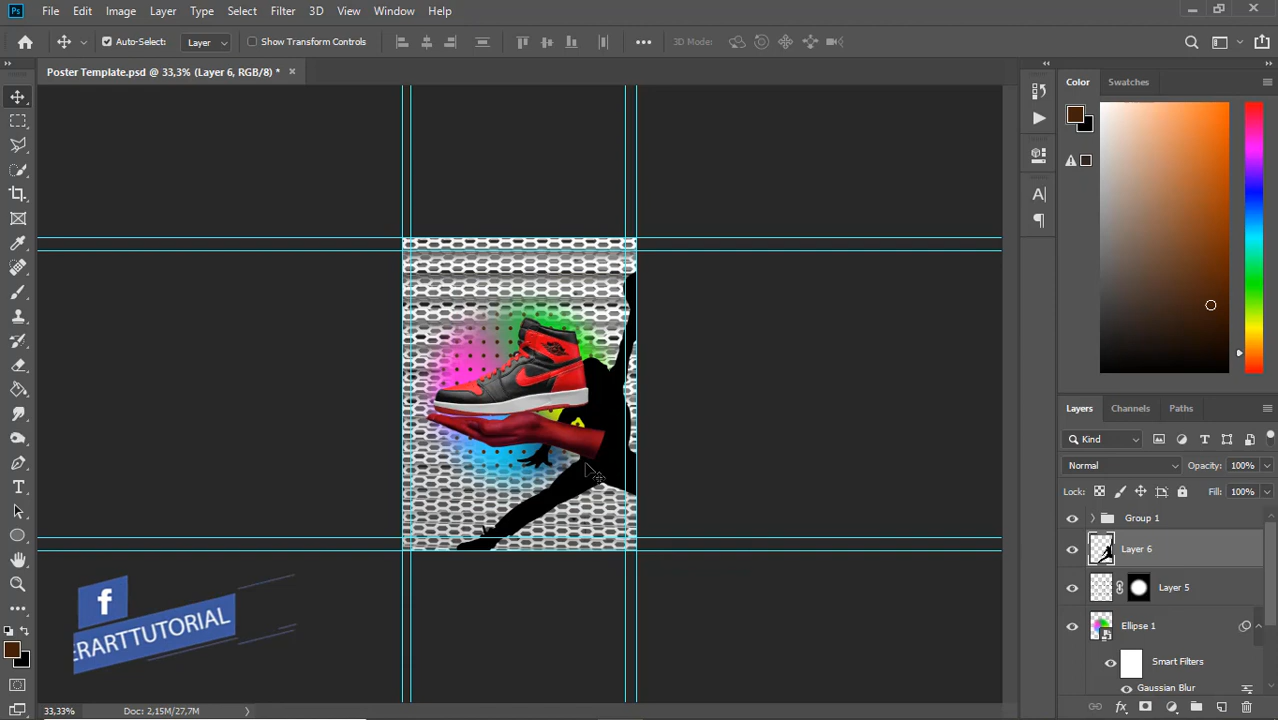 Ps File Edit Image Layer Type Select Filter 3D View Window Help
Auto-Select: Layer Show Transform Controls 3D Mode:
Poster Template.psd @ 33,3% (Layer 6, RGB/8) *
Color Swatches
Layers Channels Paths
Kind
Normal Opacity: 100%
Lock: Fill: 100%
Group 1
Layer 6
Layer 5
Ellipse 1
Smart Filters
Gaussian Blur
f
ERARTTUTORIAL
33,33% Doc: 2,15M/27,7M